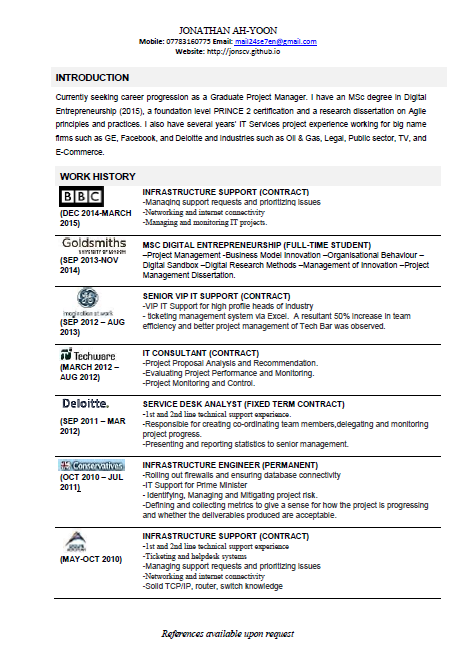 JONATHAN AH-YOON
Mobile: 07783160775 Email: mail24se7en@gmail.com
Website: http://jonscv.github.io
INTRODUCTION
Currently seeking career progression as a Graduate Project Manager. I have an MSc degree in Digital
Entrepreneurship (2015), a foundation level PRINCE 2 certification and a research dissertation on Agile
principles and practices. I also have several years' IT Services project experience working for big name
firms such as GE, Facebook, and Deloitte and industries such as Oil & Gas, Legal, Public sector, TV, and
E-Commerce.
WORK HISTORY
BBC
(DEC 2014-MARCH
2015)
INFRASTRUCTURE SUPPORT (CONTRACT)
-Managing support requests and prioritizing issues
-Networking and internet connectivity
-Managing and monitoring IT projects.
Goldsmiths
UNIVERSITY OF LONDON
(SEP 2013-NOV
2014)
MSC DIGITAL ENTREPRENEURSHIP (FULL-TIME STUDENT)
–Project Management -Business Model Innovation –Organisational Behaviour –
Digital Sandbox –Digital Research Methods –Management of Innovation –Project
Management Dissertation.
imagination at work
(SEP 2012 – AUG
2013)
SENIOR VIP IT SUPPORT (CONTRACT)
-VIP IT Support for high profile heads of industry
- ticketing management system via Excel. A resultant 50% increase in team
efficiency and better project management of Tech Bar was observed.
Techware
(MARCH 2012 –
AUG 2012)
IT CONSULTANT (CONTRACT)
-Project Proposal Analysis and Recommendation.
-Evaluating Project Performance and Monitoring.
-Project Monitoring and Control.
Deloitte.
(SEP 2011 – MAR
2012)
SERVICE DESK ANALYST (FIXED TERM CONTRACT)
-1st and 2nd line technical support experience.
-Responsible for creating co-ordinating team members,delegating and monitoring
project progress.
-Presenting and reporting statistics to senior management.
Conservatives
(OCT 2010 – JUL
2011)
INFRASTRUCTURE ENGINEER (PERMANENT)
-Rolling out firewalls and ensuring database connectivity
-IT Support for Prime Minister
- Identifying, Managing and Mitigating project risk.
-Defining and collecting metrics to give a sense for how the project is progressing
and whether the deliverables produced are acceptable.
(MAY-OCT 2010)
INFRASTRUCTURE SUPPORT (CONTRACT)
-1st and 2nd line technical support experience
-Ticketing and helpdesk systems
-Managing support requests and prioritizing issues
-Networking and internet connectivity
-Solid TCP/IP, router, switch knowledge
References available upon request